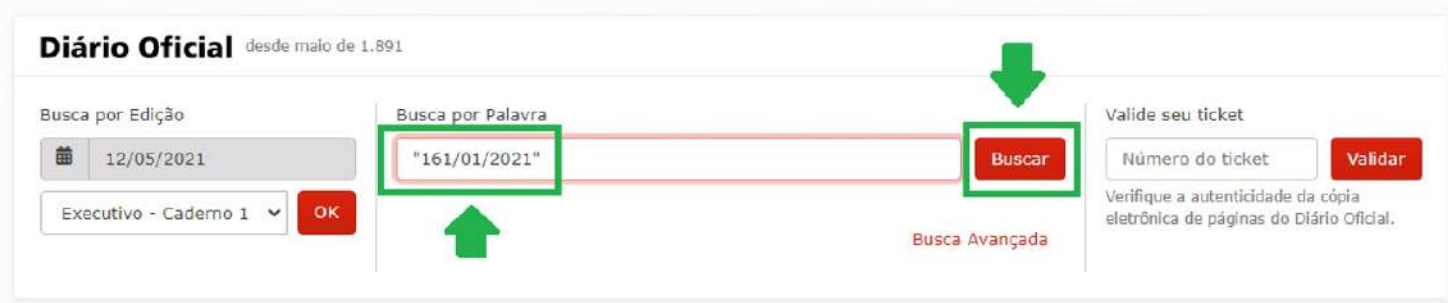 Diário Oficial desde maio de 1.891
Busca por Edição
12/05/2021
Executivo - Caderno 1 OK
Busca por Palavra
"161/01/2021" Buscar
Busca Avançada
Valide seu ticket
Número do ticket Validar
Verifique a autenticidade da cópia
eletrônica de páginas do Diário Oficial.